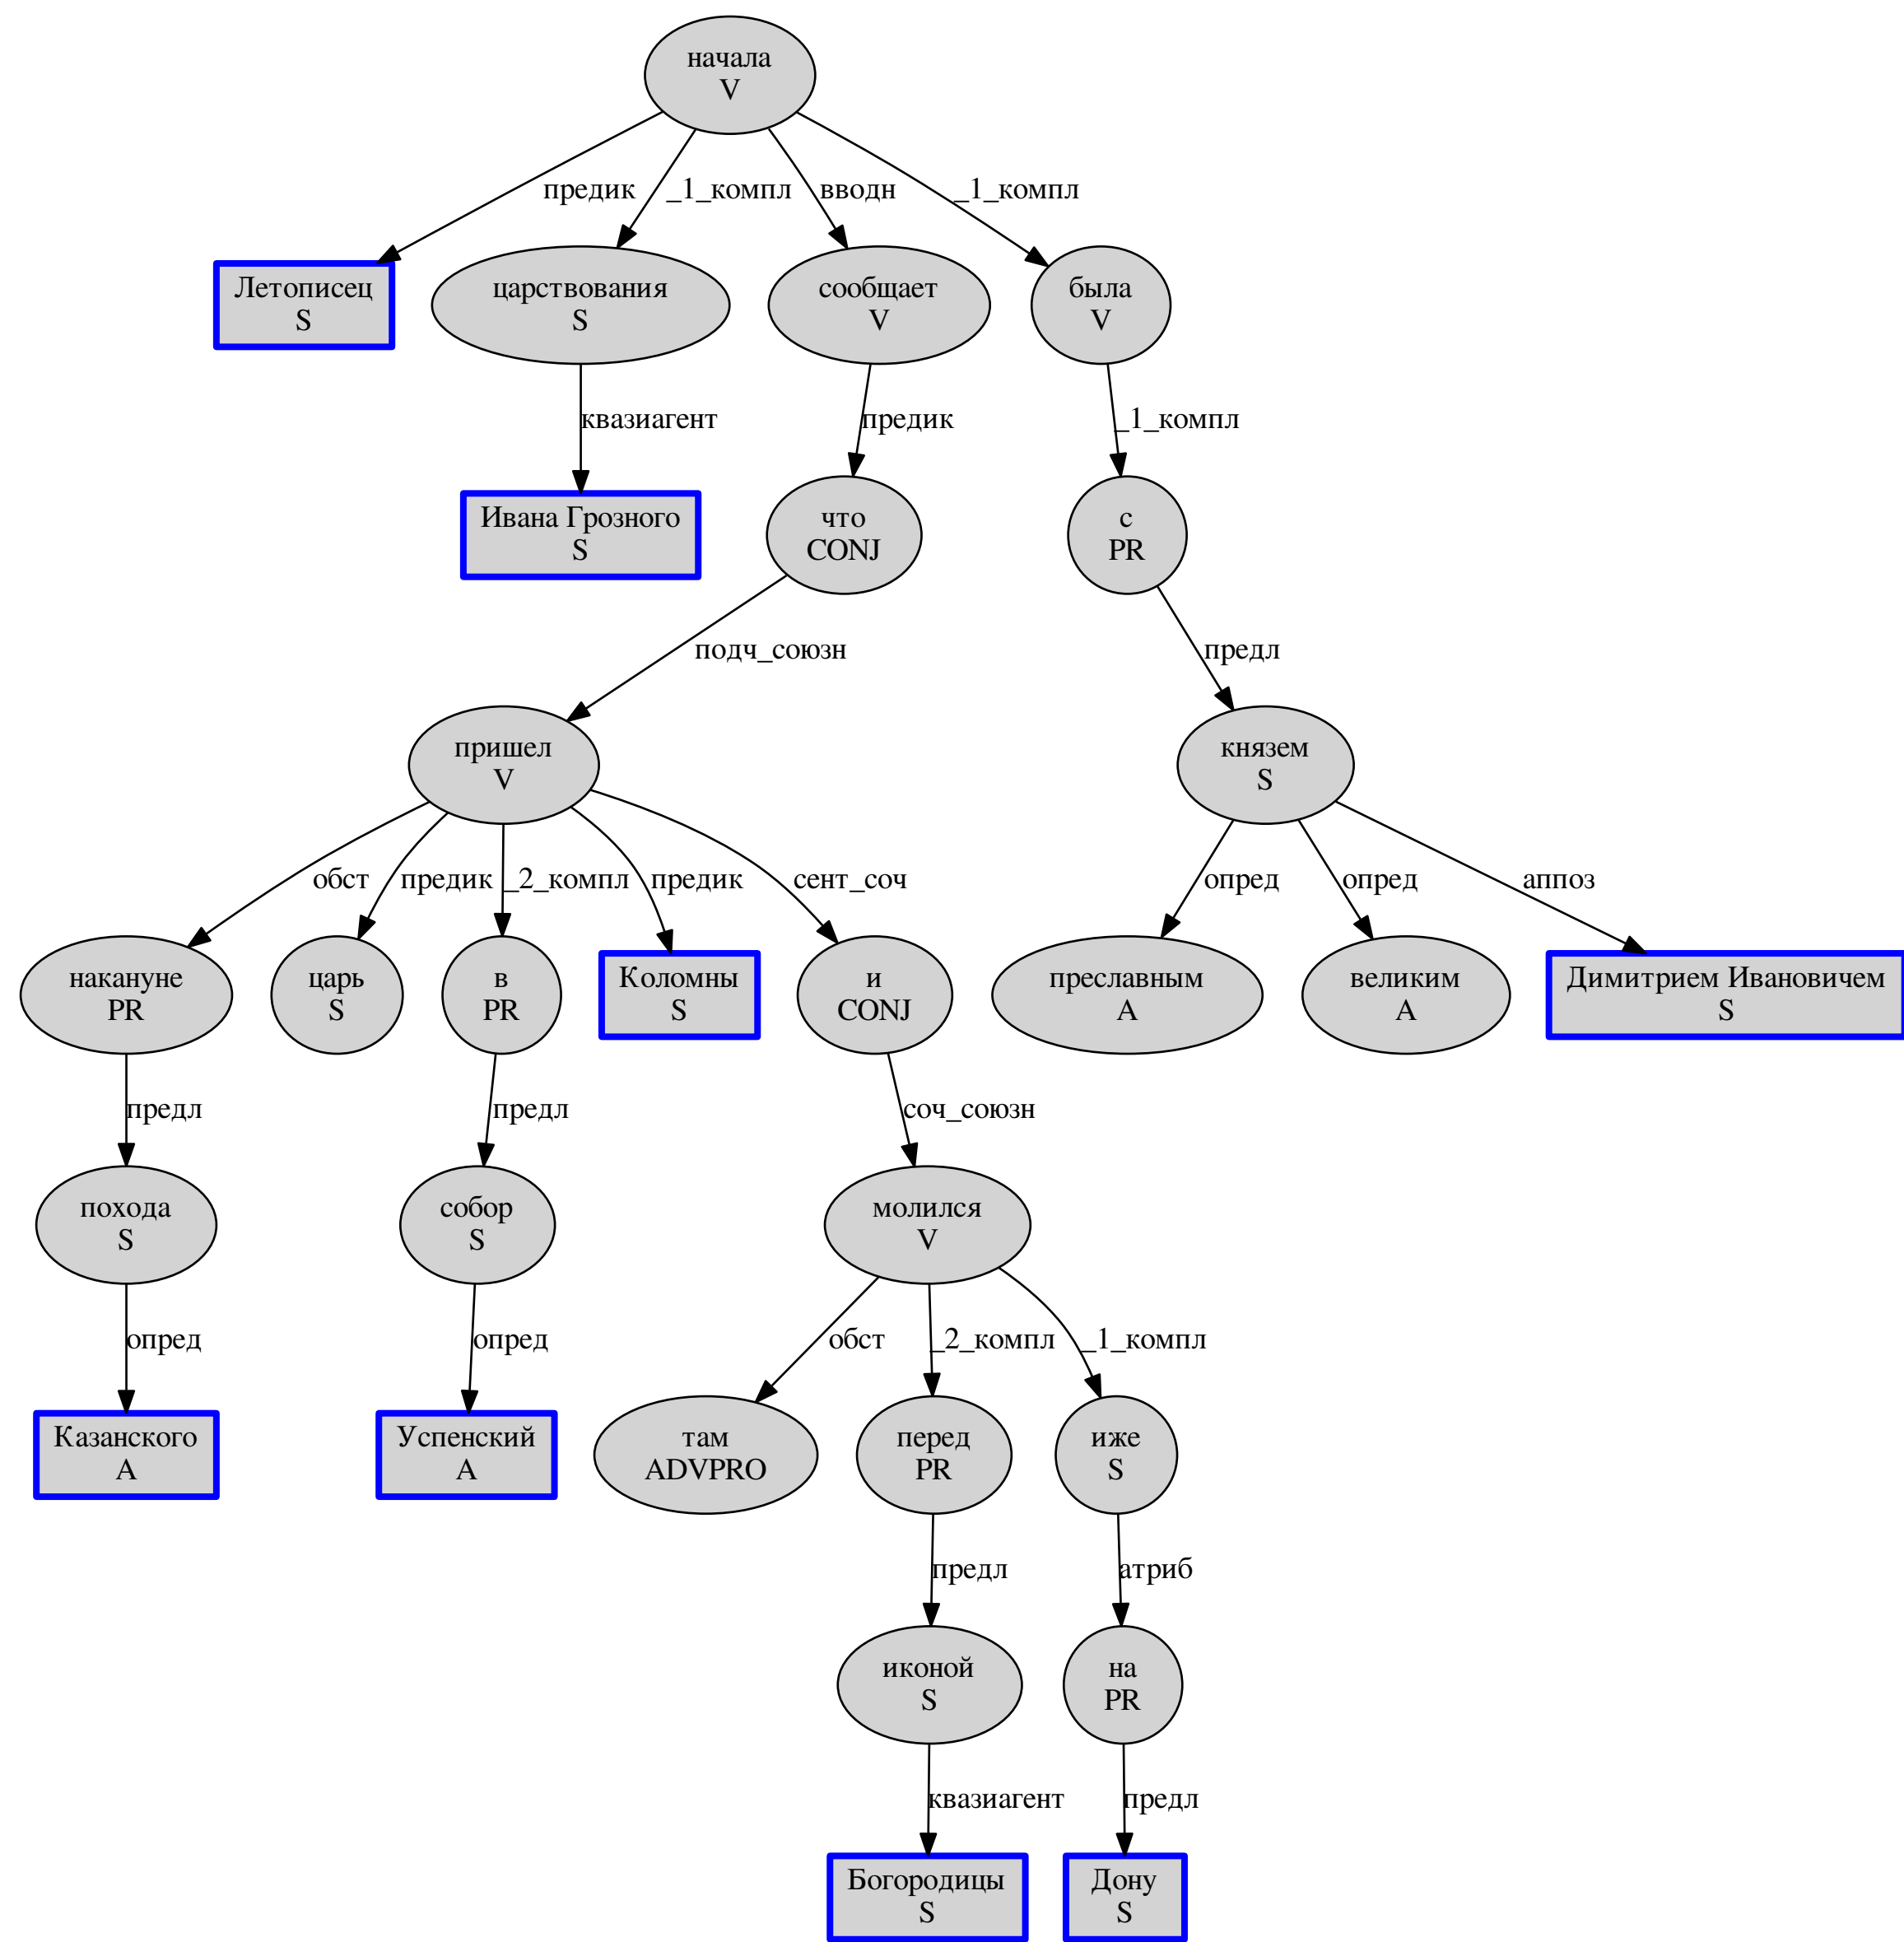 начала
V
предик
_1_компл
вводн
_1_компл
Летописец
S
царствования
S
сообщает
V
была
V
квазиагент
предик
_1_компл
Ивана Грозного
S
что
CONJ
с
PR
подч_союзн
предл
пришел
V
князем
S
обст
предик
_2_компл
предик
сент_соч
опред
опред
аппоз
накануне
PR
царь
S
в
PR
Коломны
S
и
CONJ
преславным
A
великим
A
Димитрием Ивановичем
S
предл
предл
соч_союзн
похода
S
собор
S
молился
V
опред
опред
обст
_2_компл
_1_компл
Казанского
A
Успенский
A
там
ADVPRO
перед
PR
иже
S
предл
атриб
иконой
S
на
PR
квазиагент
предл
Богородицы
S
Дону
S